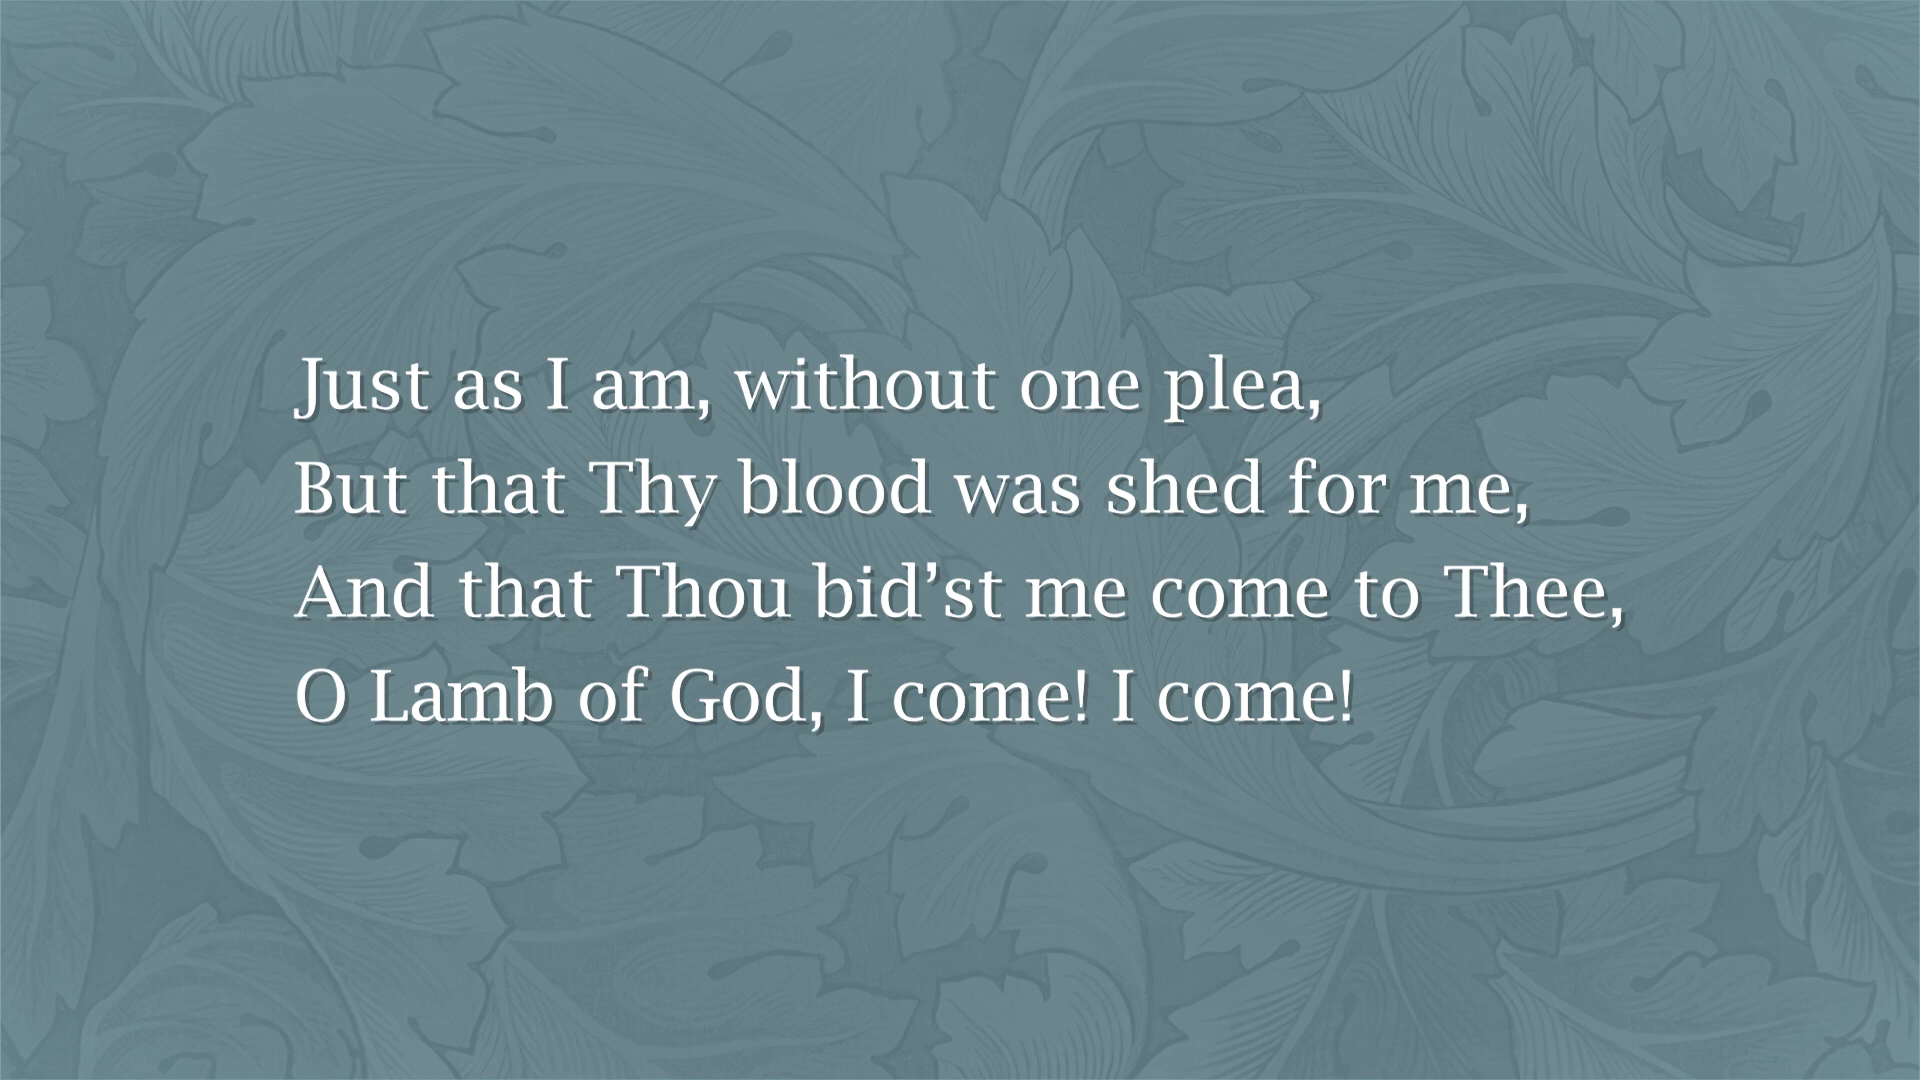 Just as I am, without one plea,
But that Thy blood was shed for me,
And that Thou bid’st me come to Thee,
O Lamb of God, I come! I come!